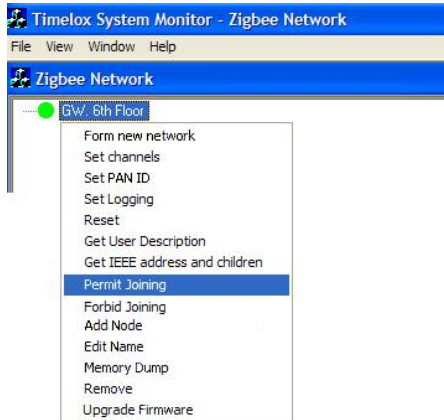 Timelox System Monitor - Zigbee Network
File View Window Help
Zigbee Network
GW. 6th Floor
Form new network
Set channels
Set PAN ID
Set Logging
Reset
Get User Description
Get IEEE address and children
Permit Joining
Forbid Joining
Add Node
Edit Name
Memory Dump
Remove
Upgrade Firmware